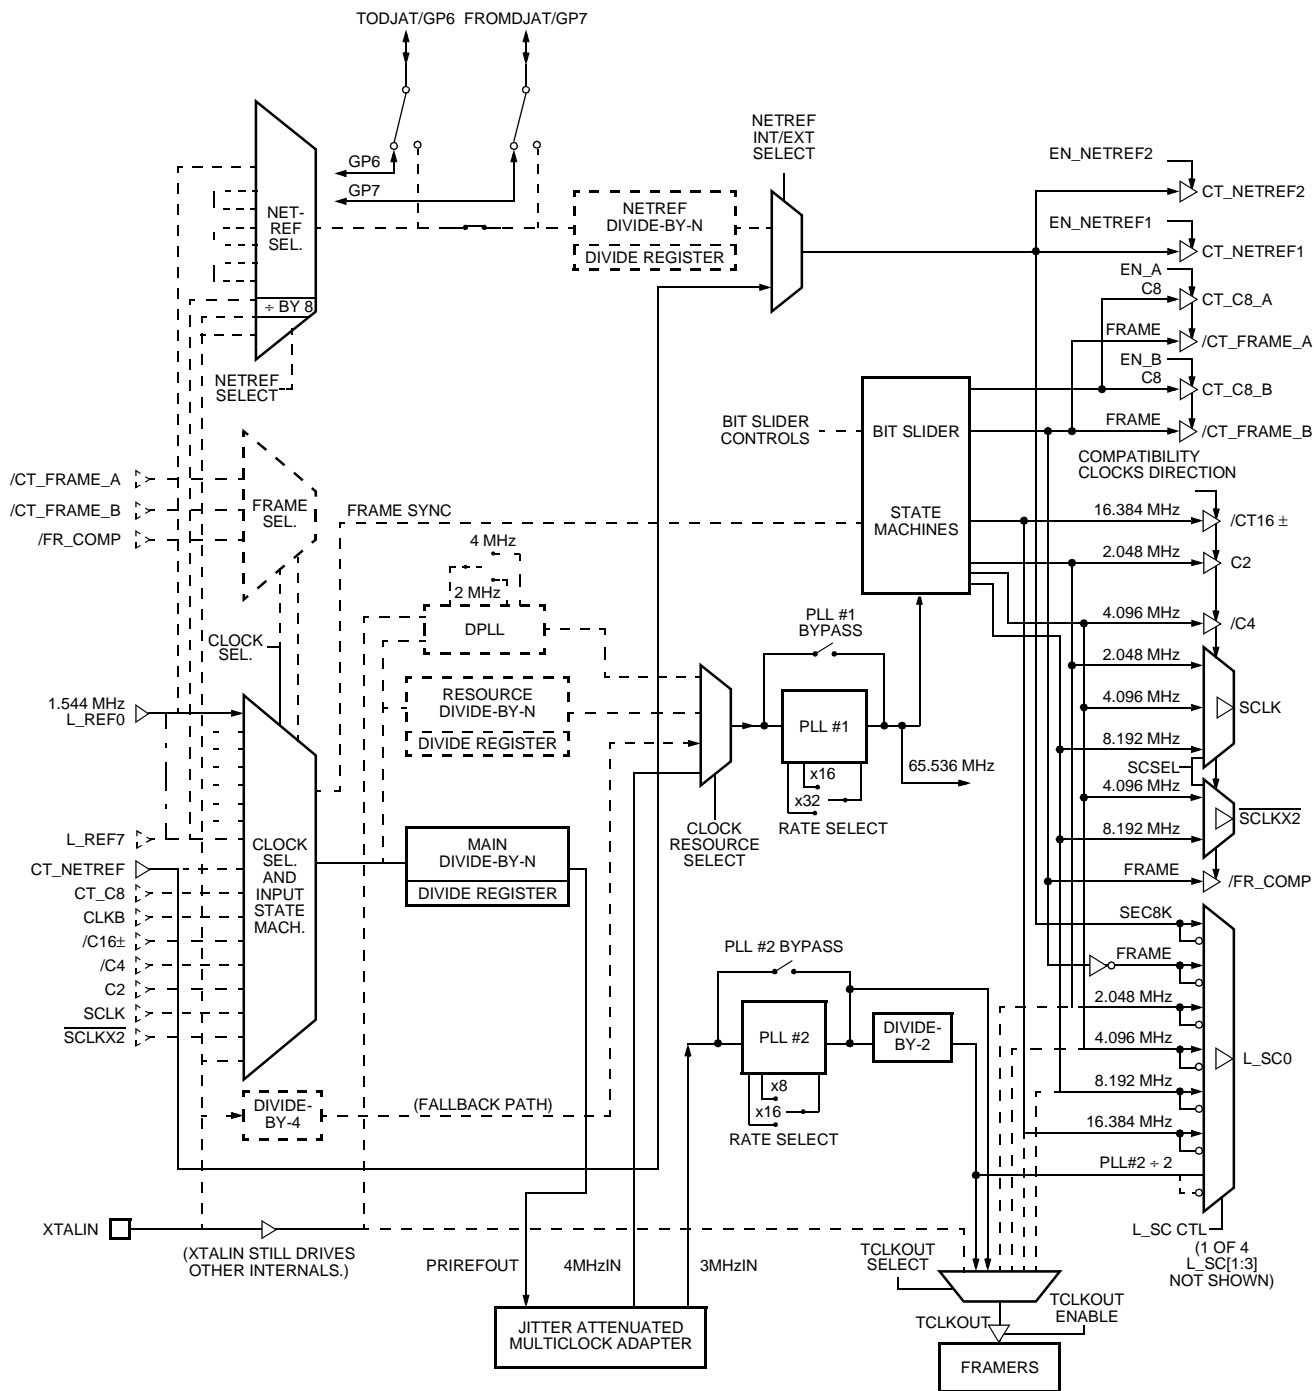 TODJAT/GP6 FROMDJAT/GP7
GP6
GP7
NET-
REF
SEL.
÷ BY 8
NETREF
SELECT
NETREF
DIVIDE-BY-N
DIVIDE REGISTER
NETREF
INT/EXT
SELECT
EN_NETREF2
CT_NETREF2
EN_NETREF1
CT_NETREF1
EN_A
C8
CT_C8_A
FRAME
/CT_FRAME_A
EN_B
C8
CT_C8_B
FRAME
/CT_FRAME_B
BIT SLIDER
CONTROLS
BIT SLIDER
STATE
MACHINES
COMPATIBILITY
CLOCKS DIRECTION
/CT_FRAME_A
/CT_FRAME_B
/FR_COMP
FRAME
SEL.
FRAME SYNC
4 MHz
2 MHz
DPLL
16.384 MHz
/CT16 ±
2.048 MHz
C2
4.096 MHz
/C4
CLOCK
SEL.
PLL #1
BYPASS
RESOURCE
DIVIDE-BY-N
DIVIDE REGISTER
PLL #1
x16
x32
RATE SELECT
65.536 MHz
CLOCK
RESOURCE
SELECT
2.048 MHz
4.096 MHz
SCLK
8.192 MHz
SCSEL
4.096 MHz
SCLKX2
8.192 MHz
FRAME
/FR_COMP
1.544 MHz
L_REF0
L_REF7
CT_NETREF
CT_C8
CLKB
/C16±
/C4
C2
SCLK
SCLKX2
CLOCK
SEL.
AND
INPUT
STATE
MACH.
MAIN
DIVIDE-BY-N
DIVIDE REGISTER
PLL #2 BYPASS
PLL #2
x8
x16
RATE SELECT
DIVIDE-
BY-2
SEC8K
FRAME
2.048 MHz
4.096 MHz
L_SC0
8.192 MHz
16.384 MHz
PLL#2 ÷ 2
DIVIDE-
BY-4
(FALLBACK PATH)
XTALIN
(XTALIN STILL DRIVES
OTHER INTERNALS.)
PRIREFOUT
4MHzIN
3MHzIN
JITTER ATTENUATED
MULTICLOCK ADAPTER
L_SC CTL
(1 OF 4
L_SC[1:3]
NOT SHOWN)
TCLKOUT
SELECT
TCLKOUT
TCLKOUT
ENABLE
FRAMERS